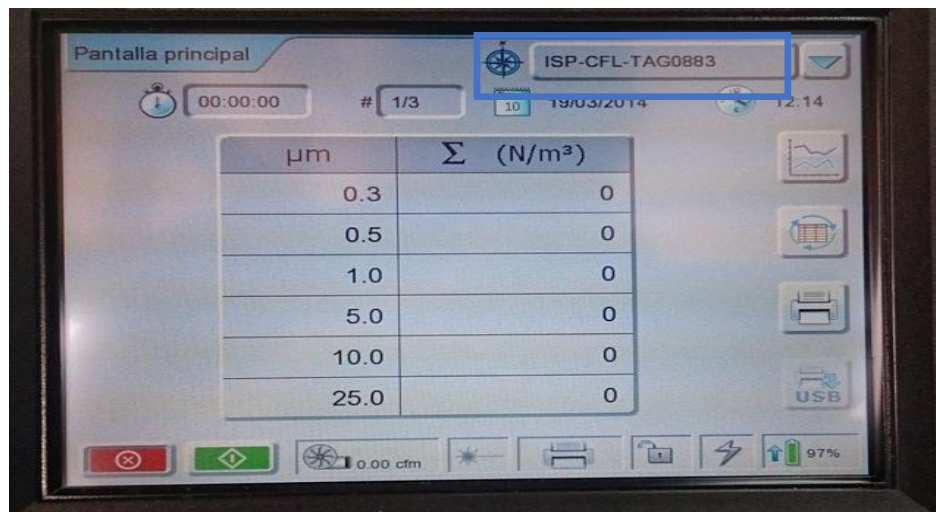 Pantalla principal
ISP-CFL-TAG0883
00:00:00
# 1/3
10
19/03/2014
12:14
µm Σ (N/m³)
0.3 0
0.5 0
1.0 0
5.0 0
10.0 0
25.0 0
USB
0.00 cfm
97%